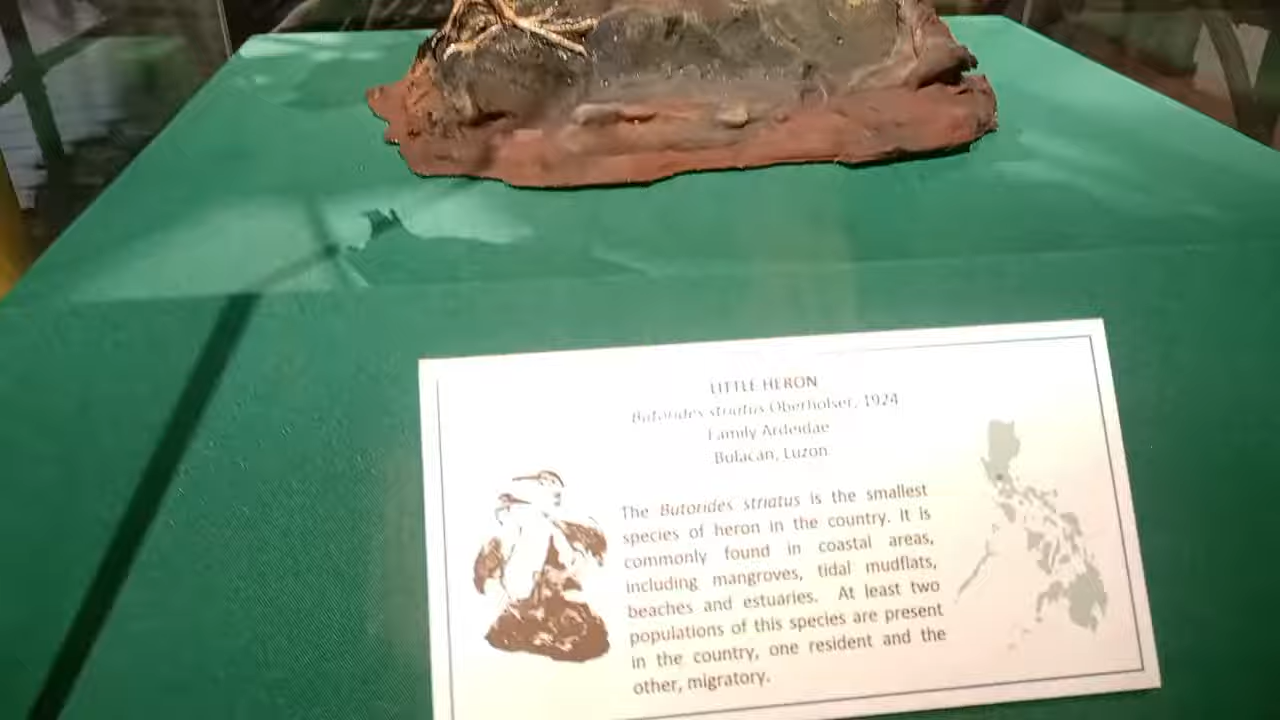 LITTLE HERON
Butorides striatus Oberholser, 1924
Family Ardeidae
Bulacan, Luzon
The Butorides striatus is the smallest
species of heron in the country. It is
commonly found in coastal areas,
including mangroves, tidal mudflats,
beaches and estuaries. At least two
populations of this species are present
in the country, one resident and the
other, migratory.